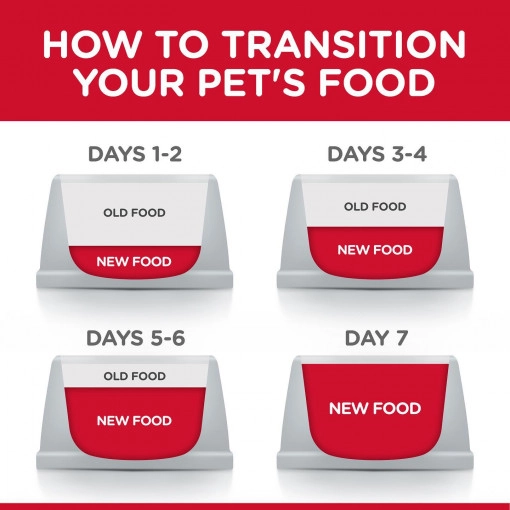 HOW TO TRANSITION
YOUR PET'S FOOD
DAYS 1-2
OLD FOOD
NEW FOOD
DAYS 3-4
OLD FOOD
NEW FOOD
DAYS 5-6
OLD FOOD
NEW FOOD
DAY 7
NEW FOOD